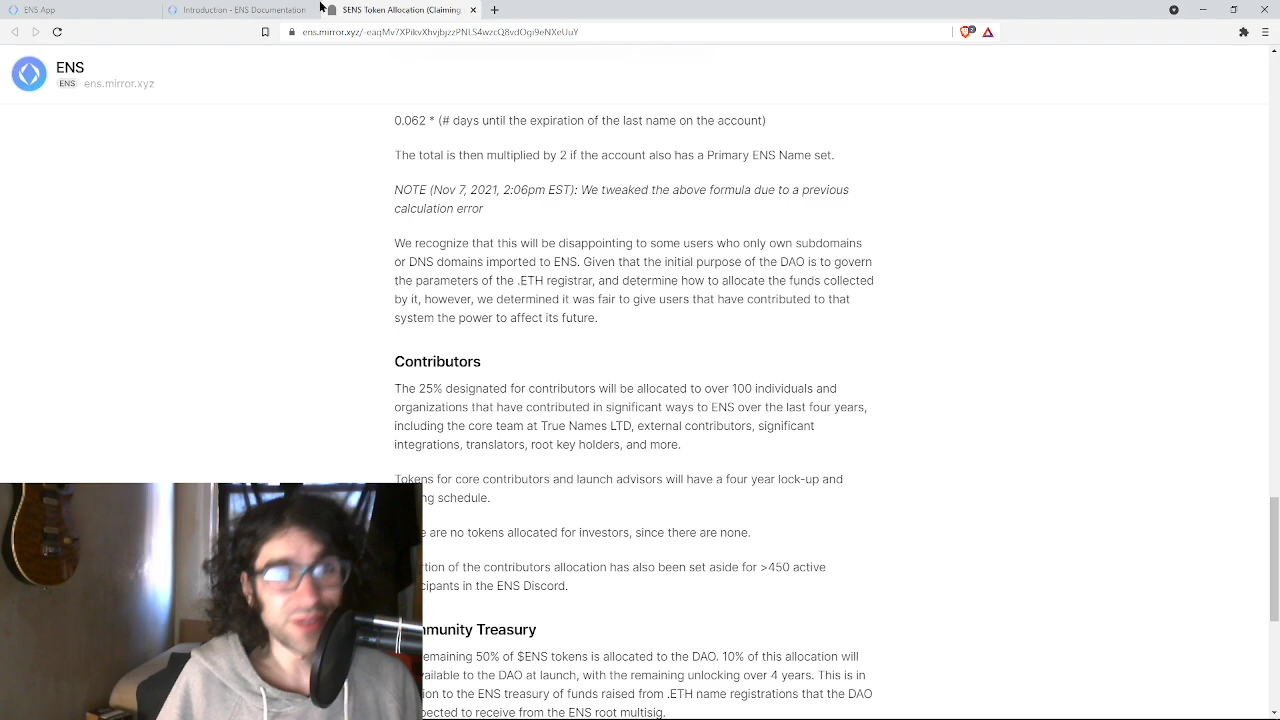 ENS App
Introduction - ENS Documentation
$ENS Token Allocation (Claiming
ens.mirror.xyz/-eaqMv7XPikvXhvjbjzzPNLS4wzcQ8vdOgi9eNXeUuY
ENS
ENS ens.mirror.xyz
0.062 * (# days until the expiration of the last name on the account)
The total is then multiplied by 2 if the account also has a Primary ENS Name set.
NOTE (Nov 7, 2021, 2:06pm EST): We tweaked the above formula due to a previous
calculation error
We recognize that this will be disappointing to some users who only own subdomains
or DNS domains imported to ENS. Given that the initial purpose of the DAO is to govern
the parameters of the .ETH registrar, and determine how to allocate the funds collected
by it, however, we determined it was fair to give users that have contributed to that
system the power to affect its future.
Contributors
The 25% designated for contributors will be allocated to over 100 individuals and
organizations that have contributed in significant ways to ENS over the last four years,
including the core team at True Names LTD, external contributors, significant
integrations, translators, root key holders, and more.
Tokens for core contributors and launch advisors will have a four year lock-up and
ng schedule.
e are no tokens allocated for investors, since there are none.
rtion of the contributors allocation has also been set aside for >450 active
cipants in the ENS Discord.
mmunity Treasury
emaining 50% of $ENS tokens is allocated to the DAO. 10% of this allocation will
vailable to the DAO at launch, with the remaining unlocking over 4 years. This is in
ion to the ENS treasury of funds raised from .ETH name registrations that the DAO
pected to receive from the ENS root multisig.